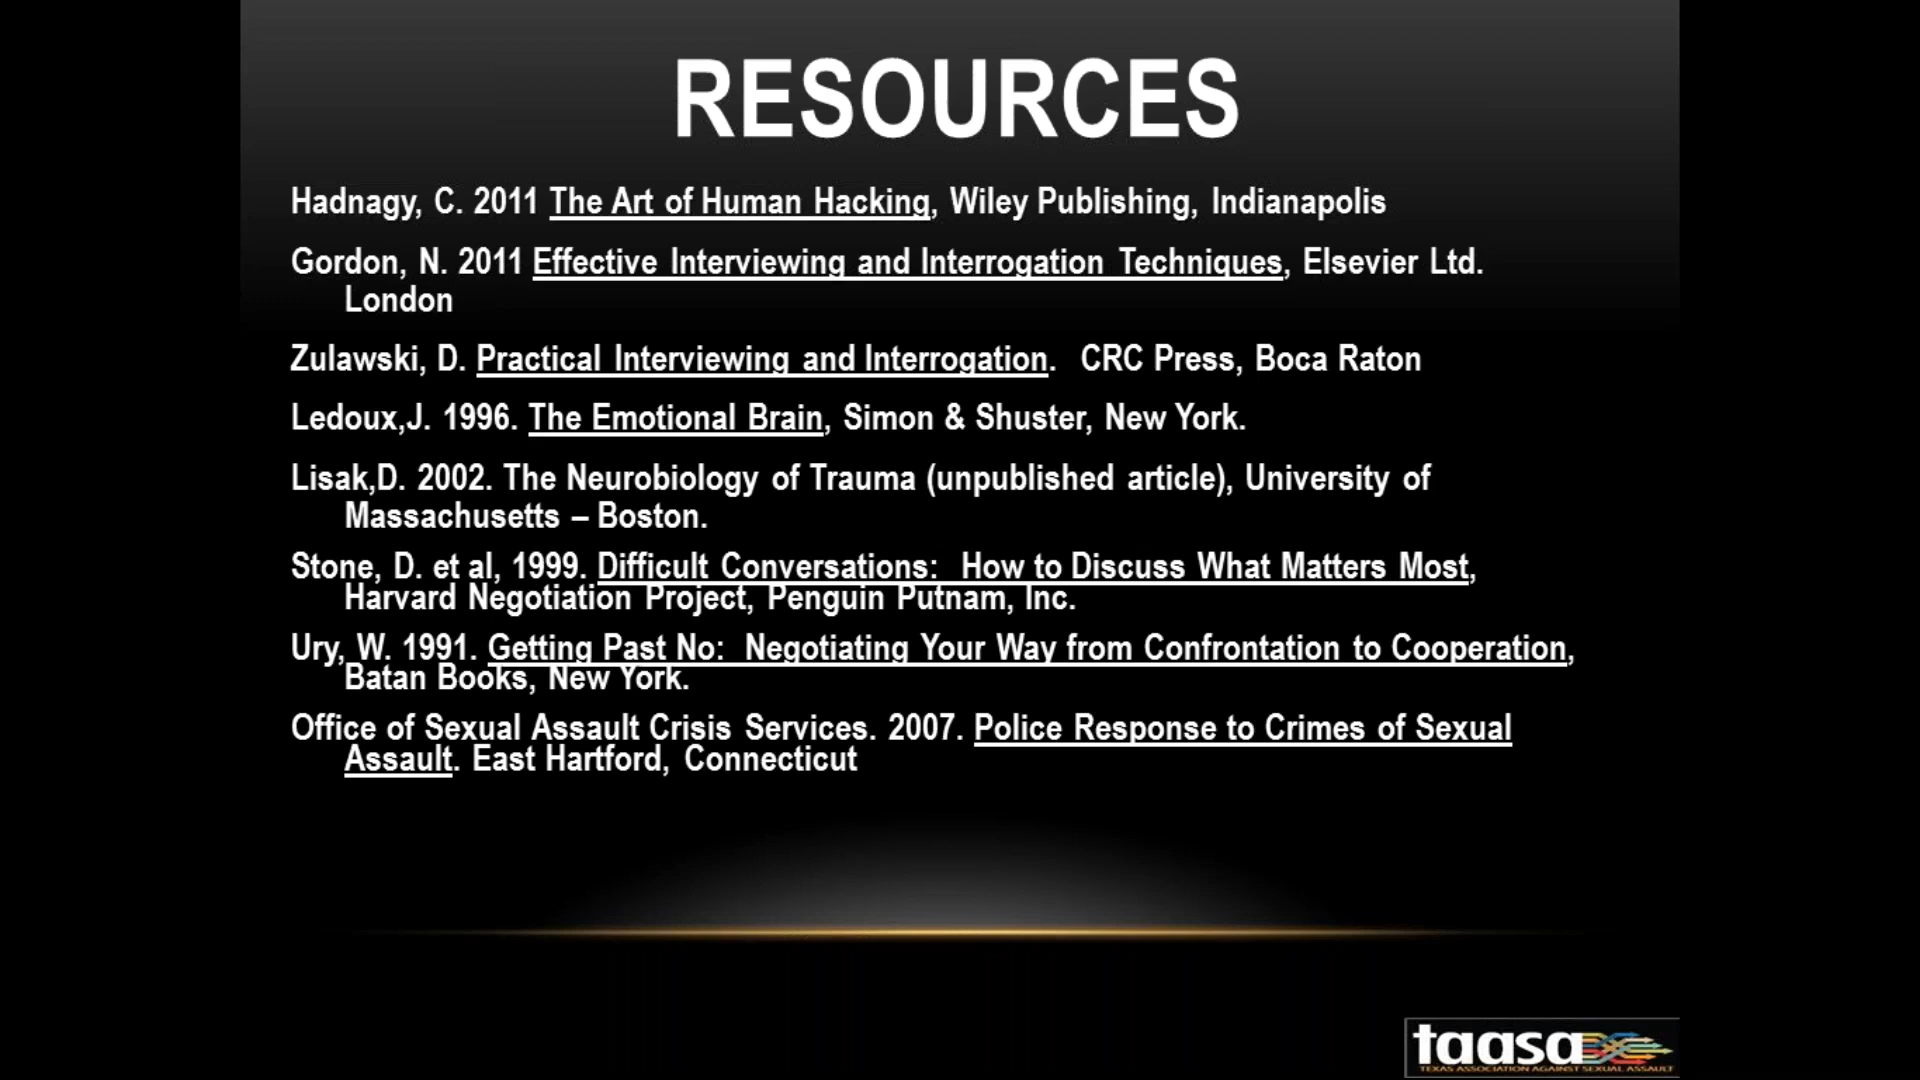 RESOURCES
Hadnagy, C. 2011 The Art of Human Hacking, Wiley Publishing, Indianapolis
Gordon, N. 2011 Effective Interviewing and Interrogation Techniques, Elsevier Ltd.
London
Zulawski, D. Practical Interviewing and Interrogation. CRC Press, Boca Raton
Ledoux,J. 1996. The Emotional Brain, Simon & Shuster, New York.
Lisak,D. 2002. The Neurobiology of Trauma (unpublished article), University of
Massachusetts – Boston.
Stone, D. et al, 1999. Difficult Conversations: How to Discuss What Matters Most,
Harvard Negotiation Project, Penguin Putnam, Inc.
Ury, W. 1991. Getting Past No: Negotiating Your Way from Confrontation to Cooperation,
Batan Books, New York.
Office of Sexual Assault Crisis Services. 2007. Police Response to Crimes of Sexual
Assault. East Hartford, Connecticut
taasa
TEXAS ASSOCIATION AGAINST SEXUAL ASSAULT